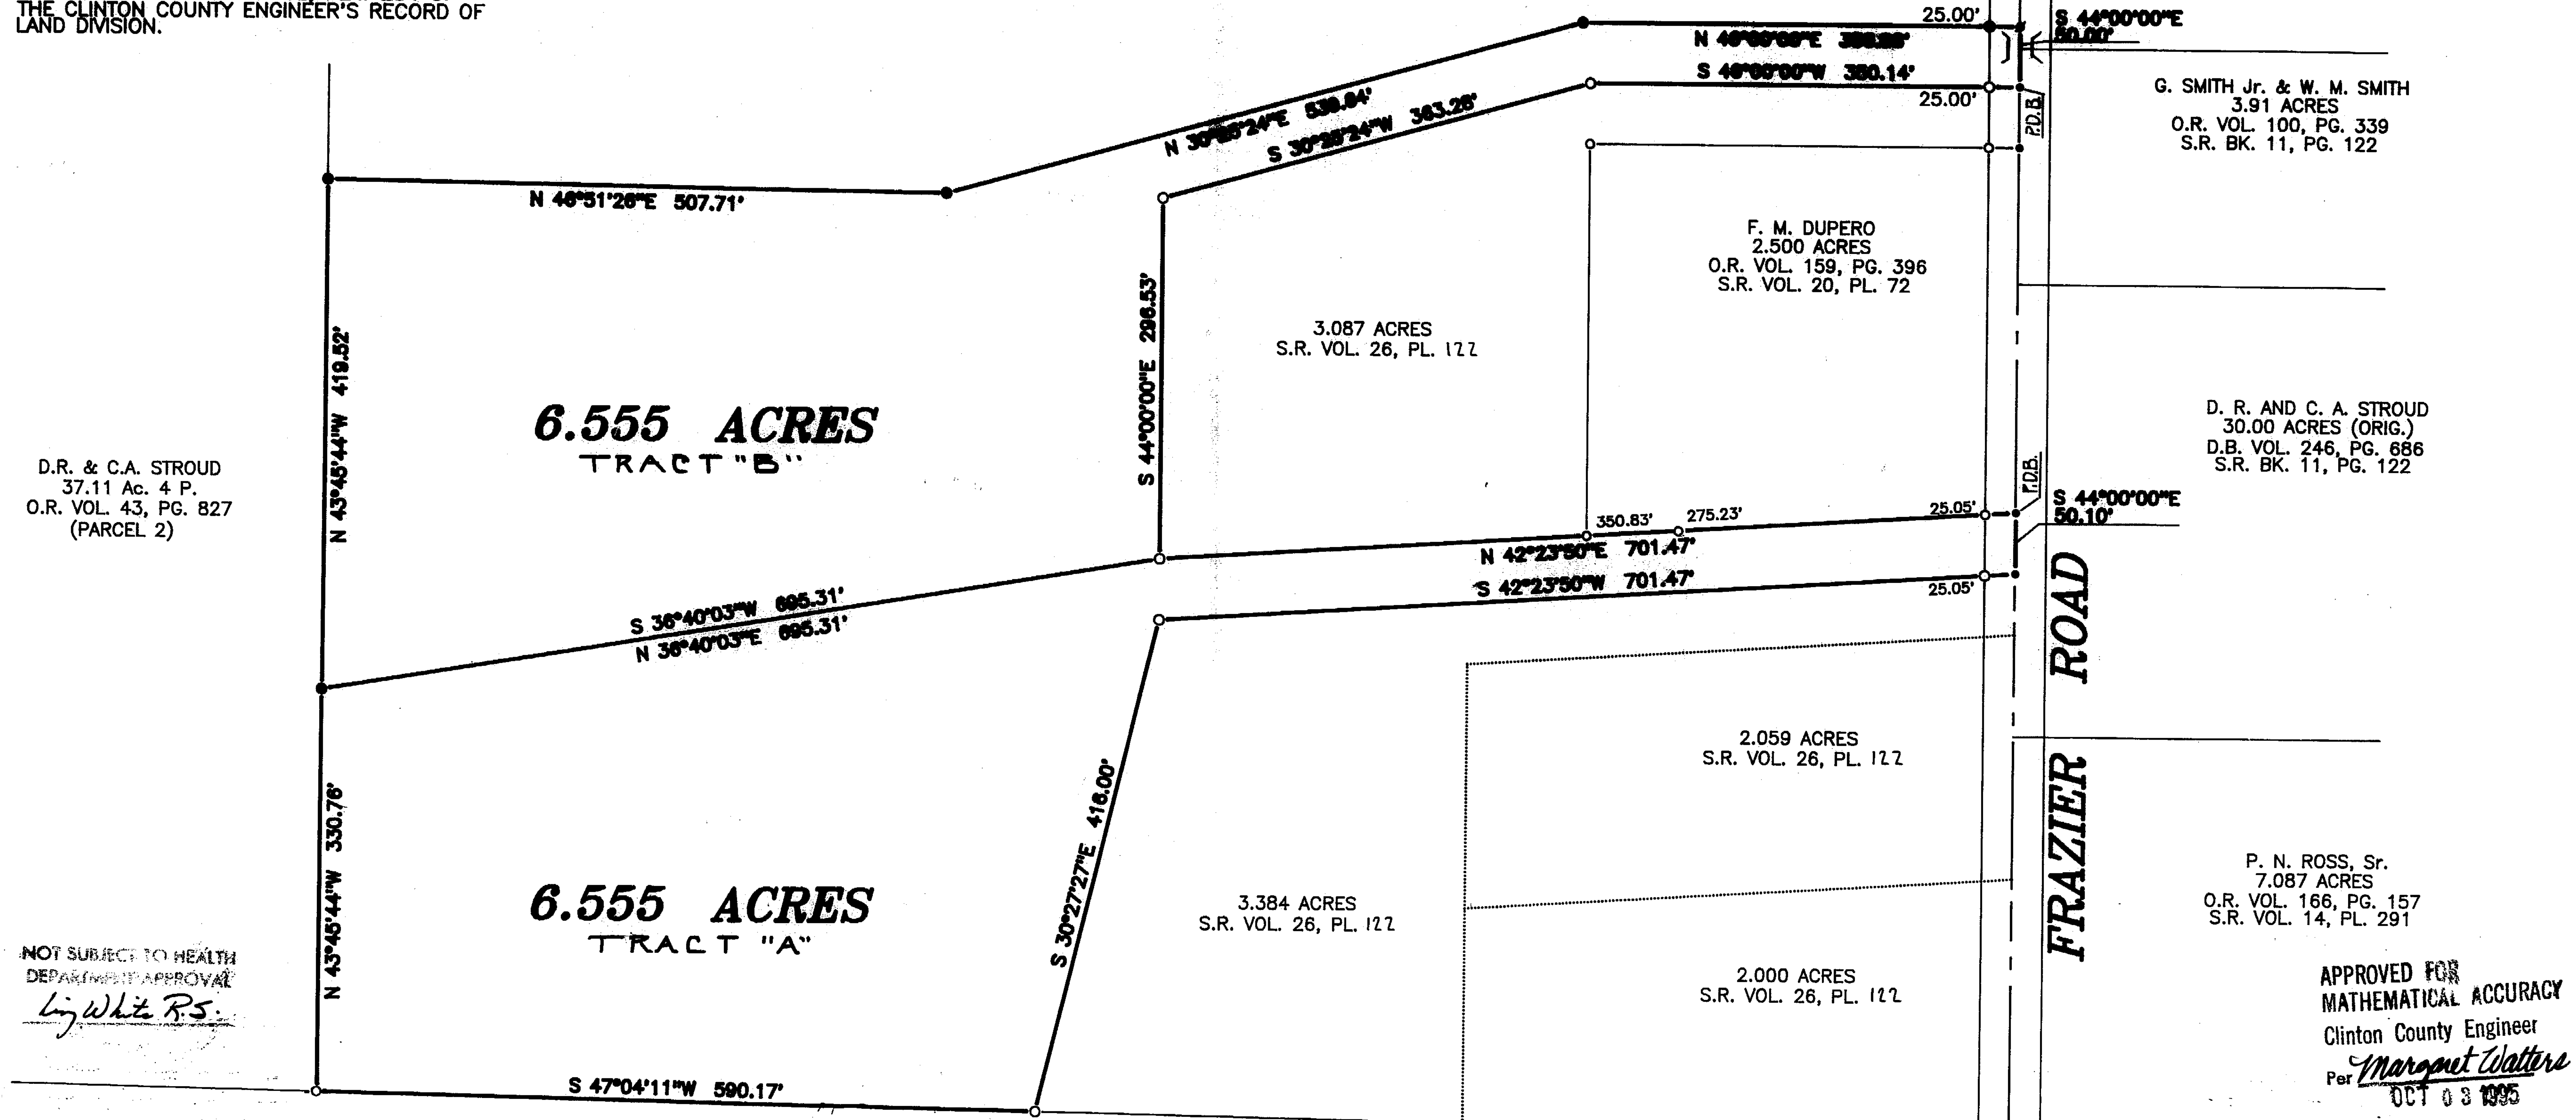 THE CLINTON COUNTY ENGINEER'S RECORD OF
LAND DIVISION.
25.00'
S 44°00'00"E
50.00'
N 46°00'00"E
S 46°00'00"W 350.14'
25.00'
P.O.B.
G. SMITH Jr. & W. M. SMITH
3.91 ACRES
O.R. VOL. 100, PG. 339
S.R. BK. 11, PG. 122
N 30°25'24"E 539.84'
S 30°25'24"W 363.26'
N 46°51'26"E 507.71'
F. M. DUPERO
2.500 ACRES
O.R. VOL. 159, PG. 396
S.R. VOL. 20, PL. 72
3.087 ACRES
S.R. VOL. 26, PL. 122
S 44°00'00"E 296.53'
N 43°45'44"W 419.52'
6.555 ACRES
TRACT "B"
D.R. & C.A. STROUD
37.11 Ac. 4 P.
O.R. VOL. 43, PG. 827
(PARCEL 2)
D. R. AND C. A. STROUD
30.00 ACRES (ORIG.)
D.B. VOL. 246, PG. 686
S.R. BK. 11, PG. 122
P.O.B.
S 44°00'00"E
50.10'
350.83'
275.23'
25.05'
N 42°23'50"E 701.47'
S 42°23'50"W 701.47'
25.05'
S 36°40'03"W 695.31'
N 36°40'03"E 695.31'
FRAZIER ROAD
2.059 ACRES
S.R. VOL. 26, PL. 122
N 43°45'44"W 330.76'
S 30°27'27"E 416.00'
6.555 ACRES
TRACT "A"
3.384 ACRES
S.R. VOL. 26, PL. 122
2.000 ACRES
S.R. VOL. 26, PL. 122
P. N. ROSS, Sr.
7.087 ACRES
O.R. VOL. 166, PG. 157
S.R. VOL. 14, PL. 291
NOT SUBJECT TO HEALTH
DEPARTMENT APPROVAL
White R.S.
S 47°04'11"W 590.17'
APPROVED FOR
MATHEMATICAL ACCURACY
Clinton County Engineer
Per Margaret Watters
OCT 03 1995